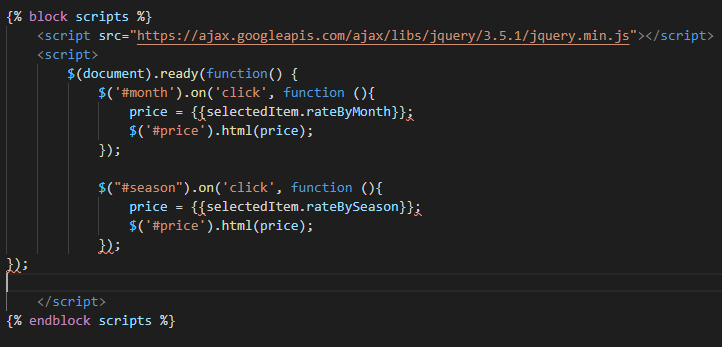 {% block scripts %}
<script src="https://ajax.googleapis.com/ajax/libs/jquery/3.5.1/jquery.min.js"></script>
<script>
$(document).ready(function() {
$('#month').on('click', function (){
price = {{selectedItem.rateByMonth}};
$('#price').html(price);
});
$("#season").on('click', function (){
price = {{selectedItem.rateBySeason}};
$('#price').html(price);
});
});
</script>
{% endblock scripts %}